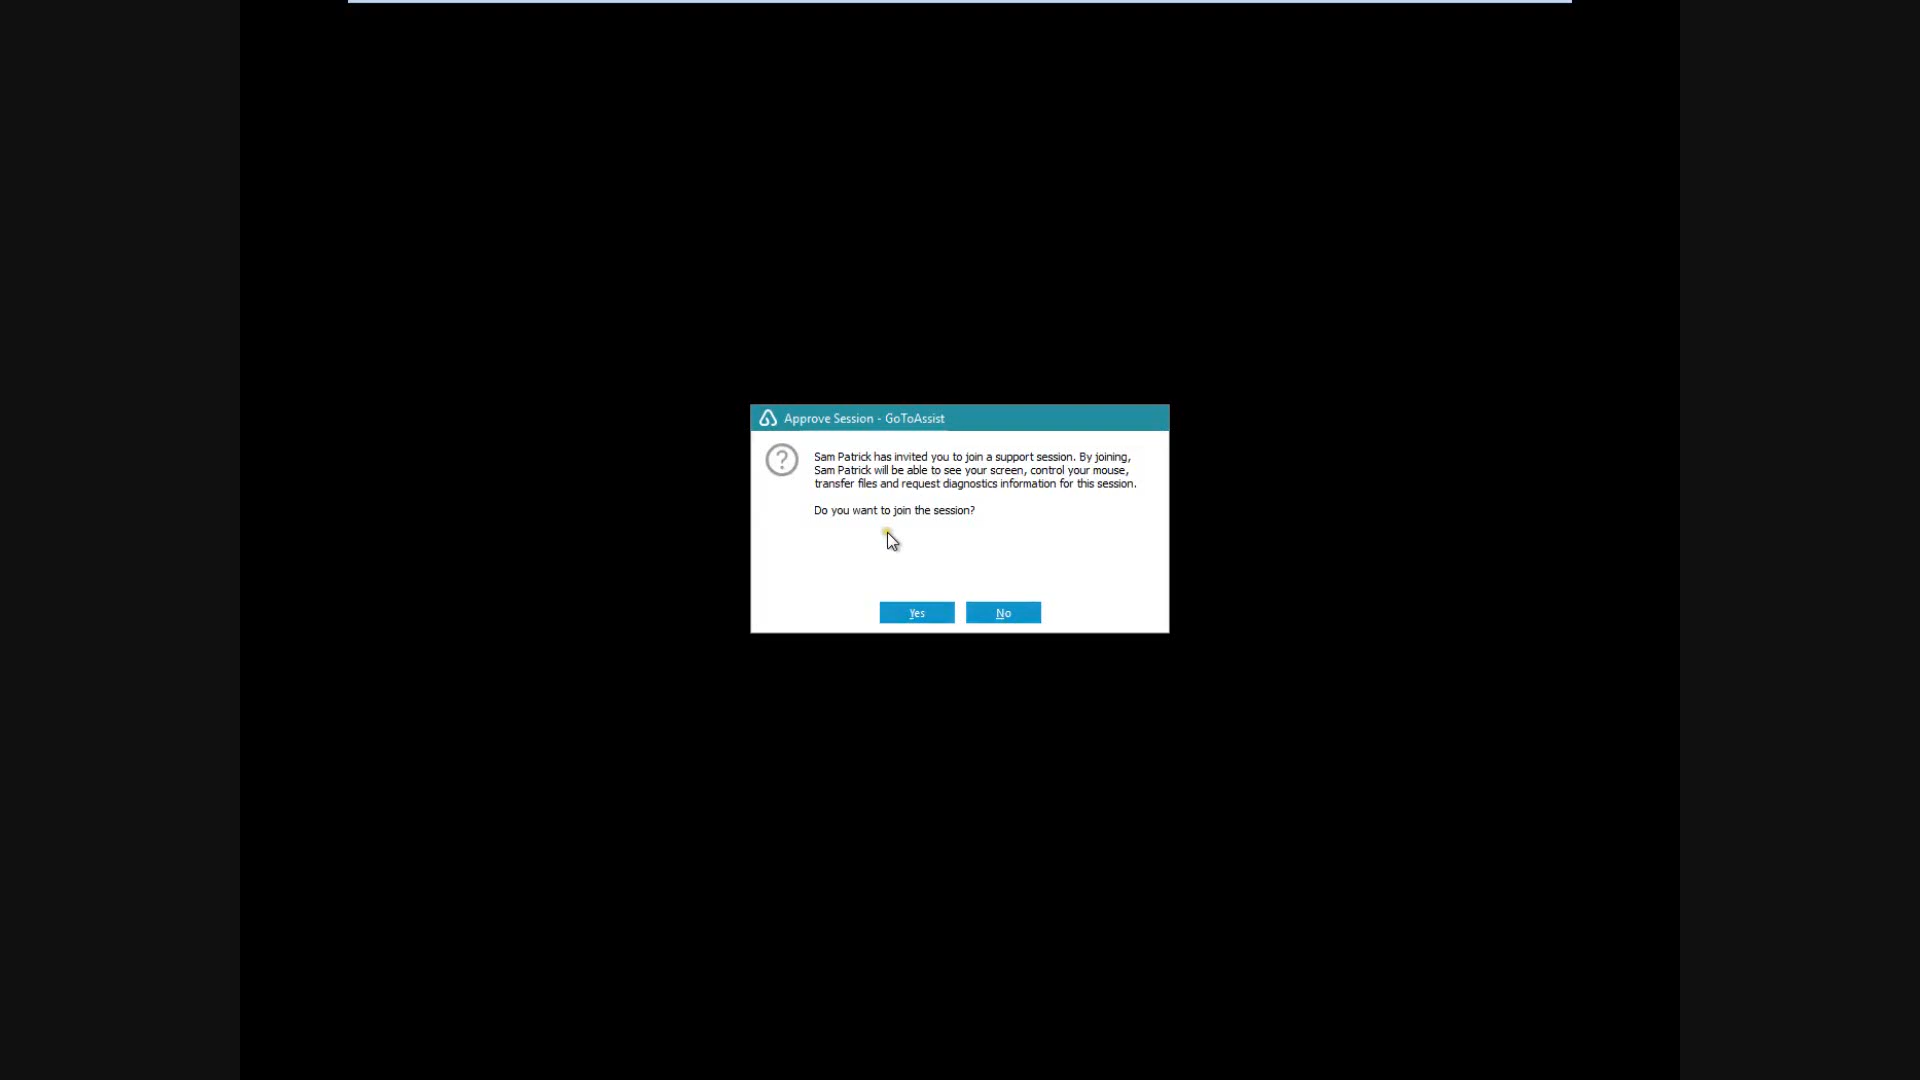 Approve Session - GoToAssist
Sam Patrick has invited you to join a support session. By joining,
Sam Patrick will be able to see your screen, control your mouse,
transfer files and request diagnostics information for this session.
Do you want to join the session?
Yes
No